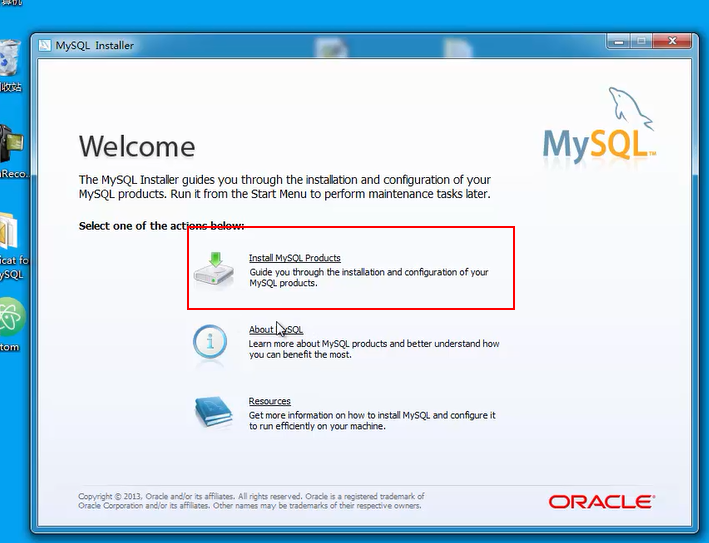 MySQL Installer
MySQL™
Welcome
The MySQL Installer guides you through the installation and configuration of your
MySQL products. Run it from the Start Menu to perform maintenance tasks later.
Select one of the actions below:
Install MySQL Products
Guide you through the installation and configuration of your
MySQL products.
About MySQL
Learn more about MySQL products and better understand how
you can benefit the most.
Resources
Get more information on how to install MySQL and configure it
to run efficiently on your machine.
Copyright © 2013, Oracle and/or its affiliates. All rights reserved. Oracle is a registered trademark of
Oracle Corporation and/or its affiliates. Other names may be trademarks of their respective owners.
ORACLE®
收站
Reco...
icat fo
ySQL
tom